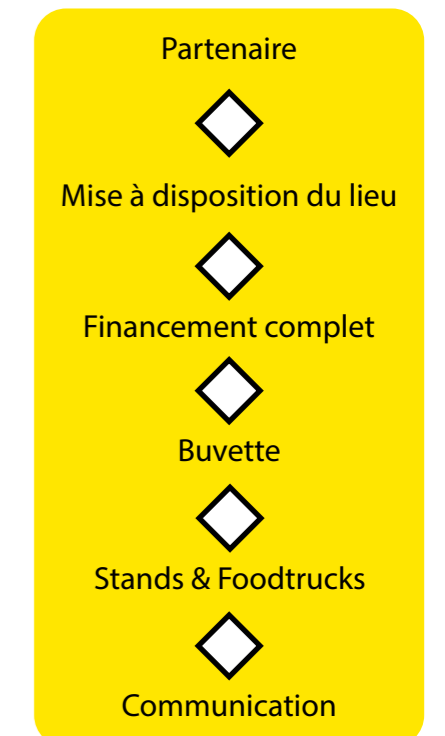 Partenaire
Mise à disposition du lieu
Financement complet
Buvette
Stands & Foodtrucks
Communication